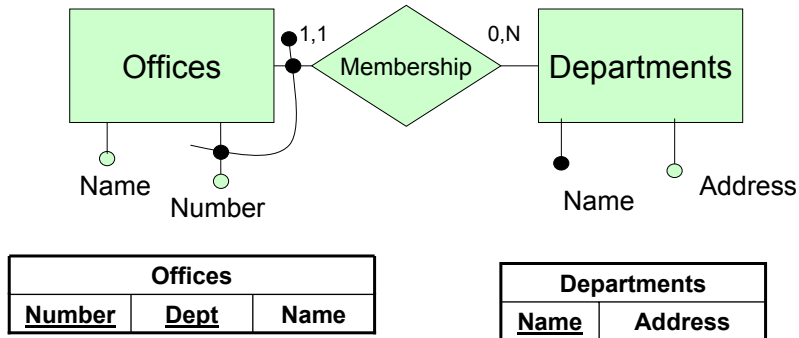 1,1
0,N
Offices
Membership
Departments
Name
Number
Name
Address
Offices
Number Dept Name
Departments
Name Address